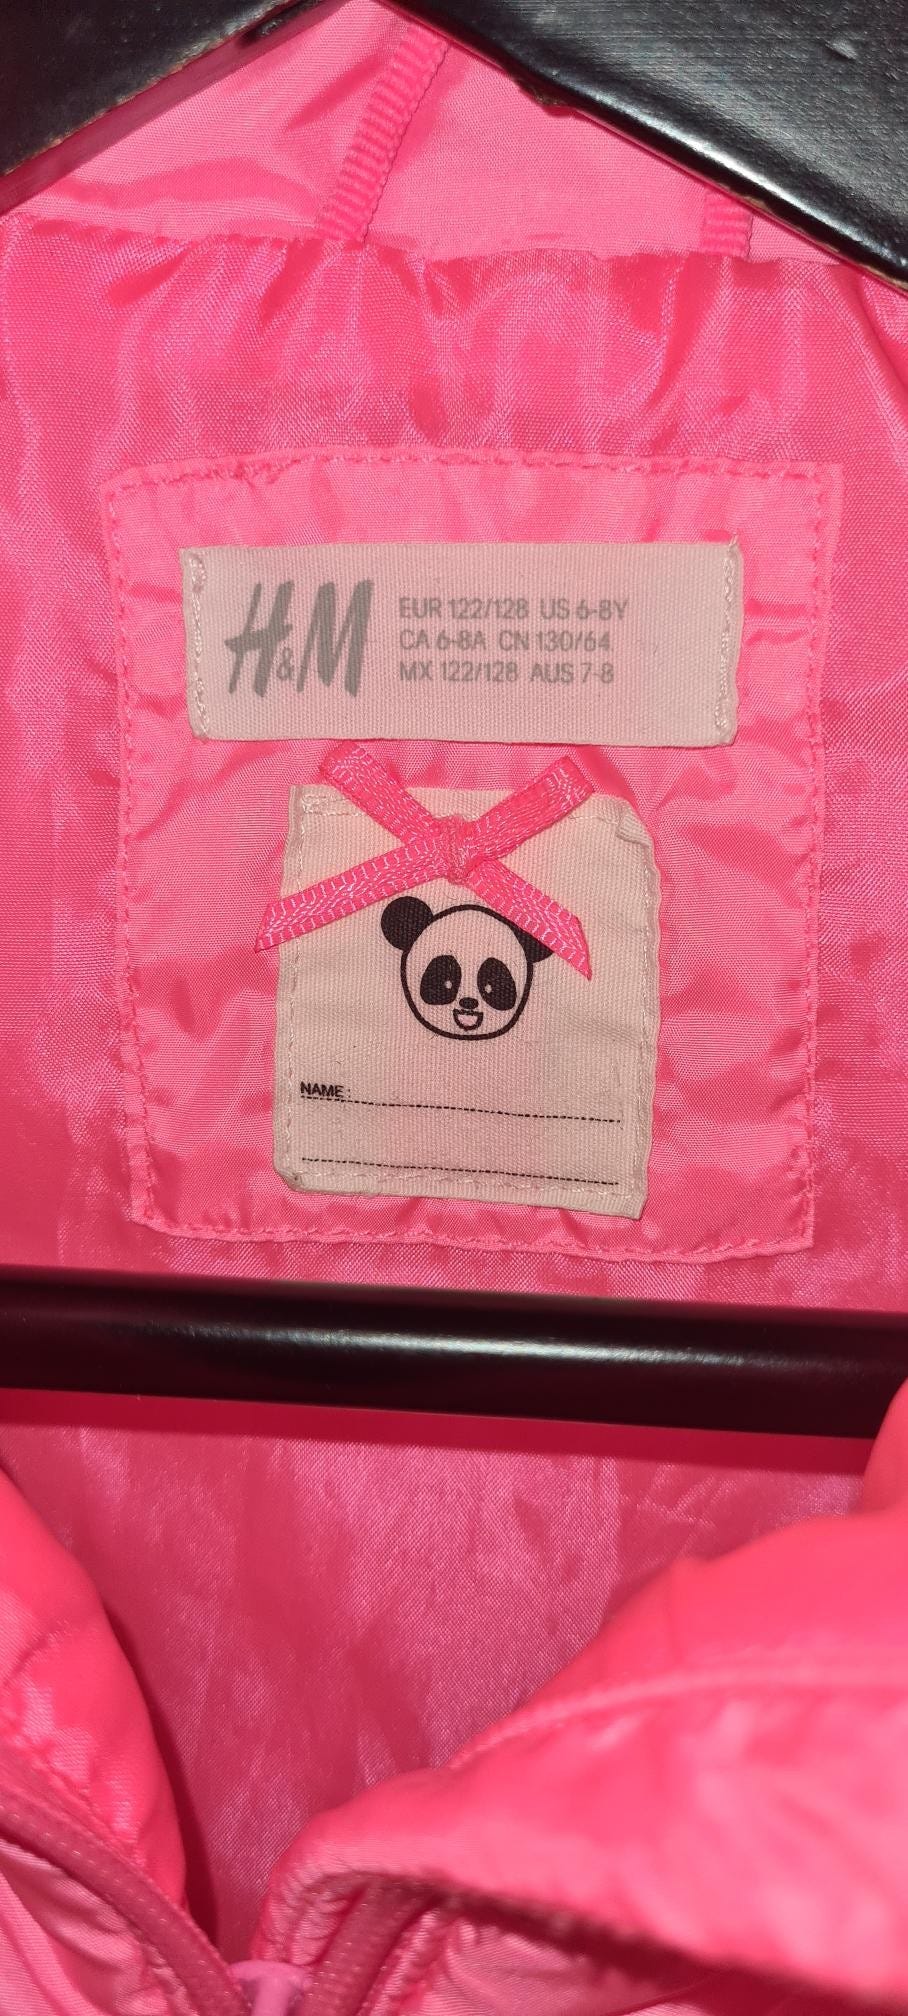 H&M
EUR 122/128 US 6-8Y
CA 6-8A CN 130/64
MX 122/128 AUS 7-8
NAME: